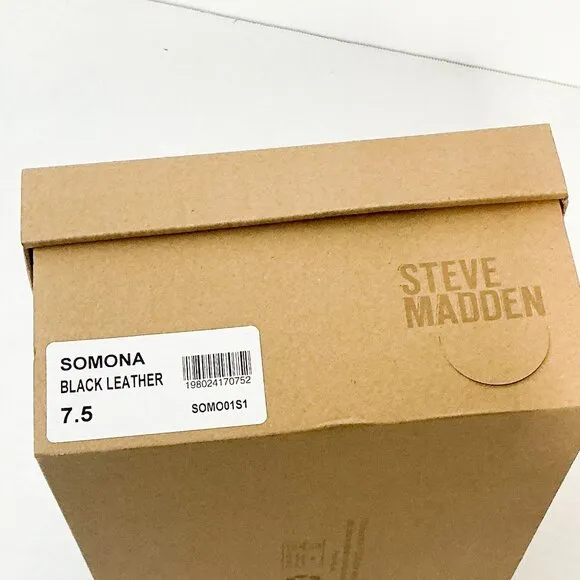 STEVE
MADDEN
SOMONA
BLACK LEATHER
198024170752
7.5
SOMO01S1